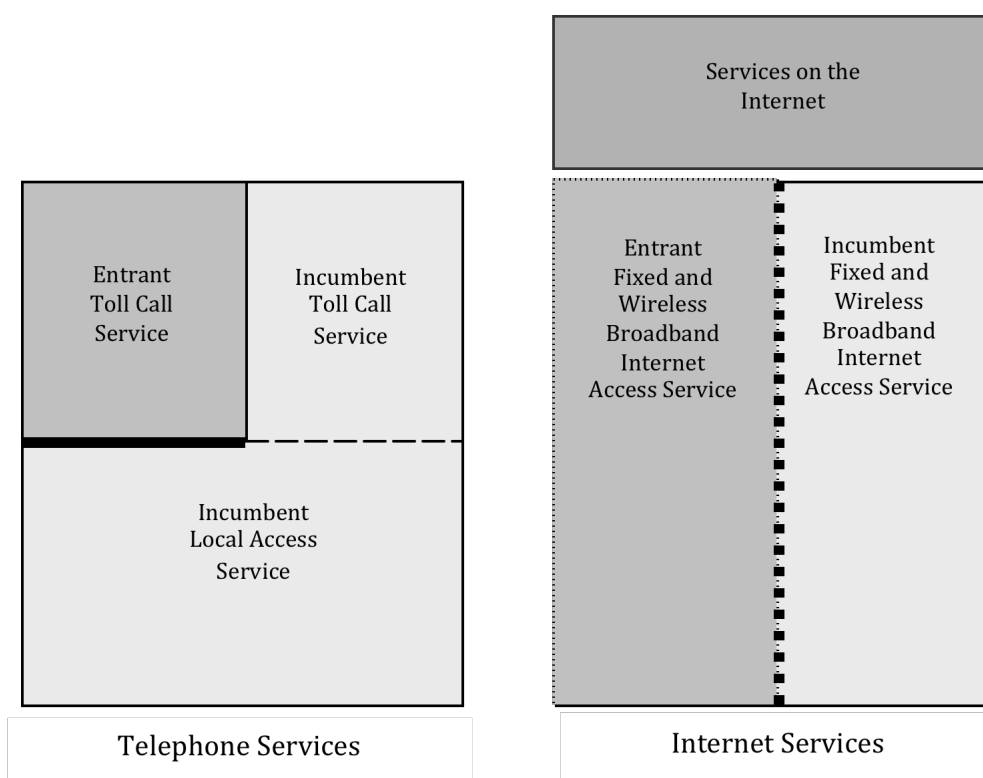 Entrant
Toll Call
Service
Incumbent
Toll Call
Service
Incumbent
Local Access
Service
Telephone Services
Services on the
Internet
Entrant
Fixed and
Wireless
Broadband
Internet
Access Service
Incumbent
Fixed and
Wireless
Broadband
Internet
Access Service
Internet Services